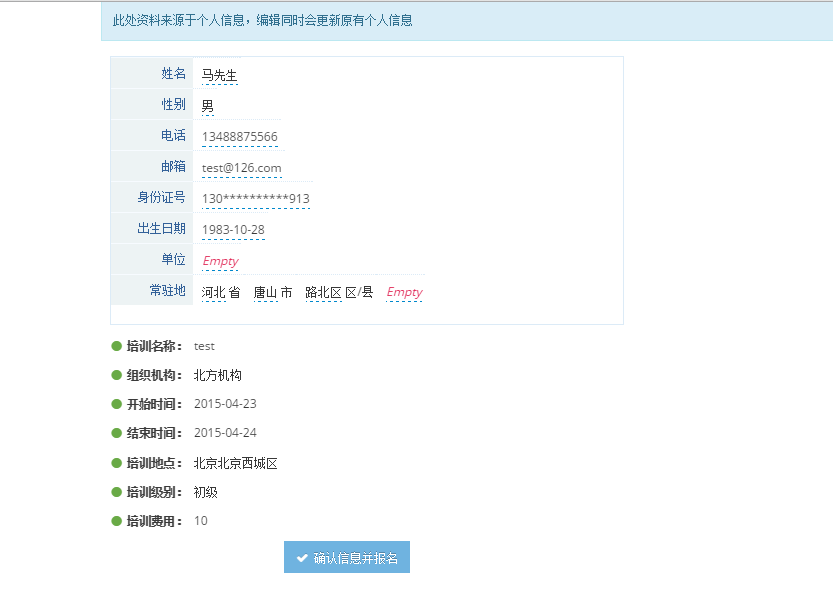 此处资料来源于个人信息，编辑同时会更新原有个人信息
姓名 马先生
性别 男
电话 13488875566
邮箱 test@126.com
身份证号 130**********913
出生日期 1983-10-28
单位 Empty
常驻地 河北 省 唐山 市 路北区 区/县 Empty
培训名称： test
组织机构： 北方机构
开始时间： 2015-04-23
结束时间： 2015-04-24
培训地点： 北京北京西城区
培训级别： 初级
培训费用： 10
确认信息并报名